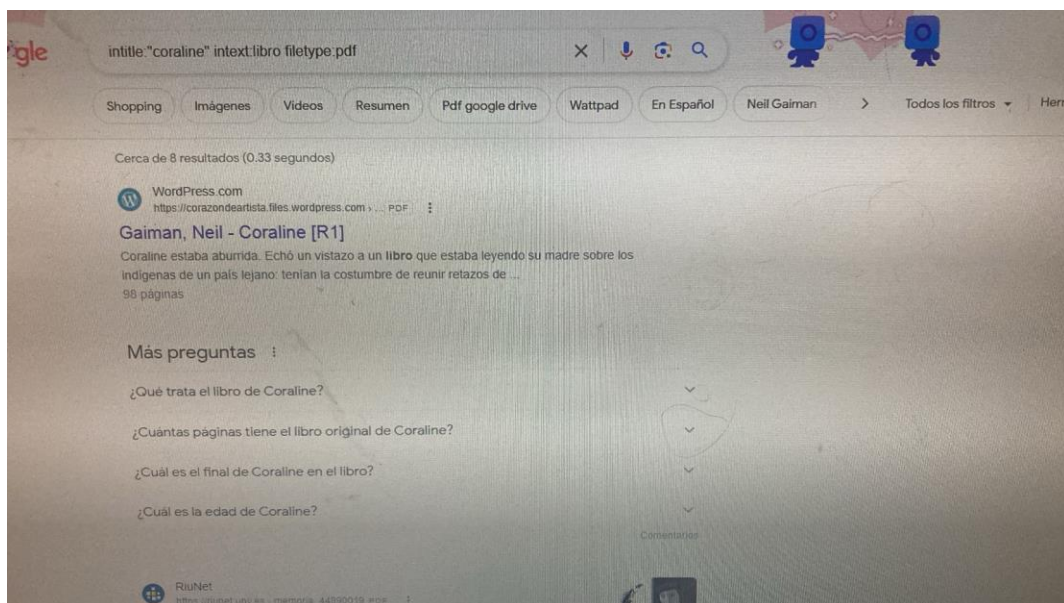 gle
intitle:"coraline" intext:libro filetype:pdf
Shopping Imágenes Videos Resumen Pdf google drive Wattpad En Español Neil Gaiman Todos los filtros Herr
Cerca de 8 resultados (0.33 segundos)
WordPress.com
https://corazondeartista.files.wordpress.com › ... PDF
Gaiman, Neil - Coraline [R1]
Coraline estaba aburrida. Echó un vistazo a un libro que estaba leyendo su madre sobre los
indígenas de un país lejano: tenían la costumbre de reunir retazos de ...
98 páginas
Más preguntas
¿Qué trata el libro de Coraline?
¿Cuántas páginas tiene el libro original de Coraline?
¿Cuál es el final de Coraline en el libro?
¿Cuál es la edad de Coraline?
Comentarios
RiuNet